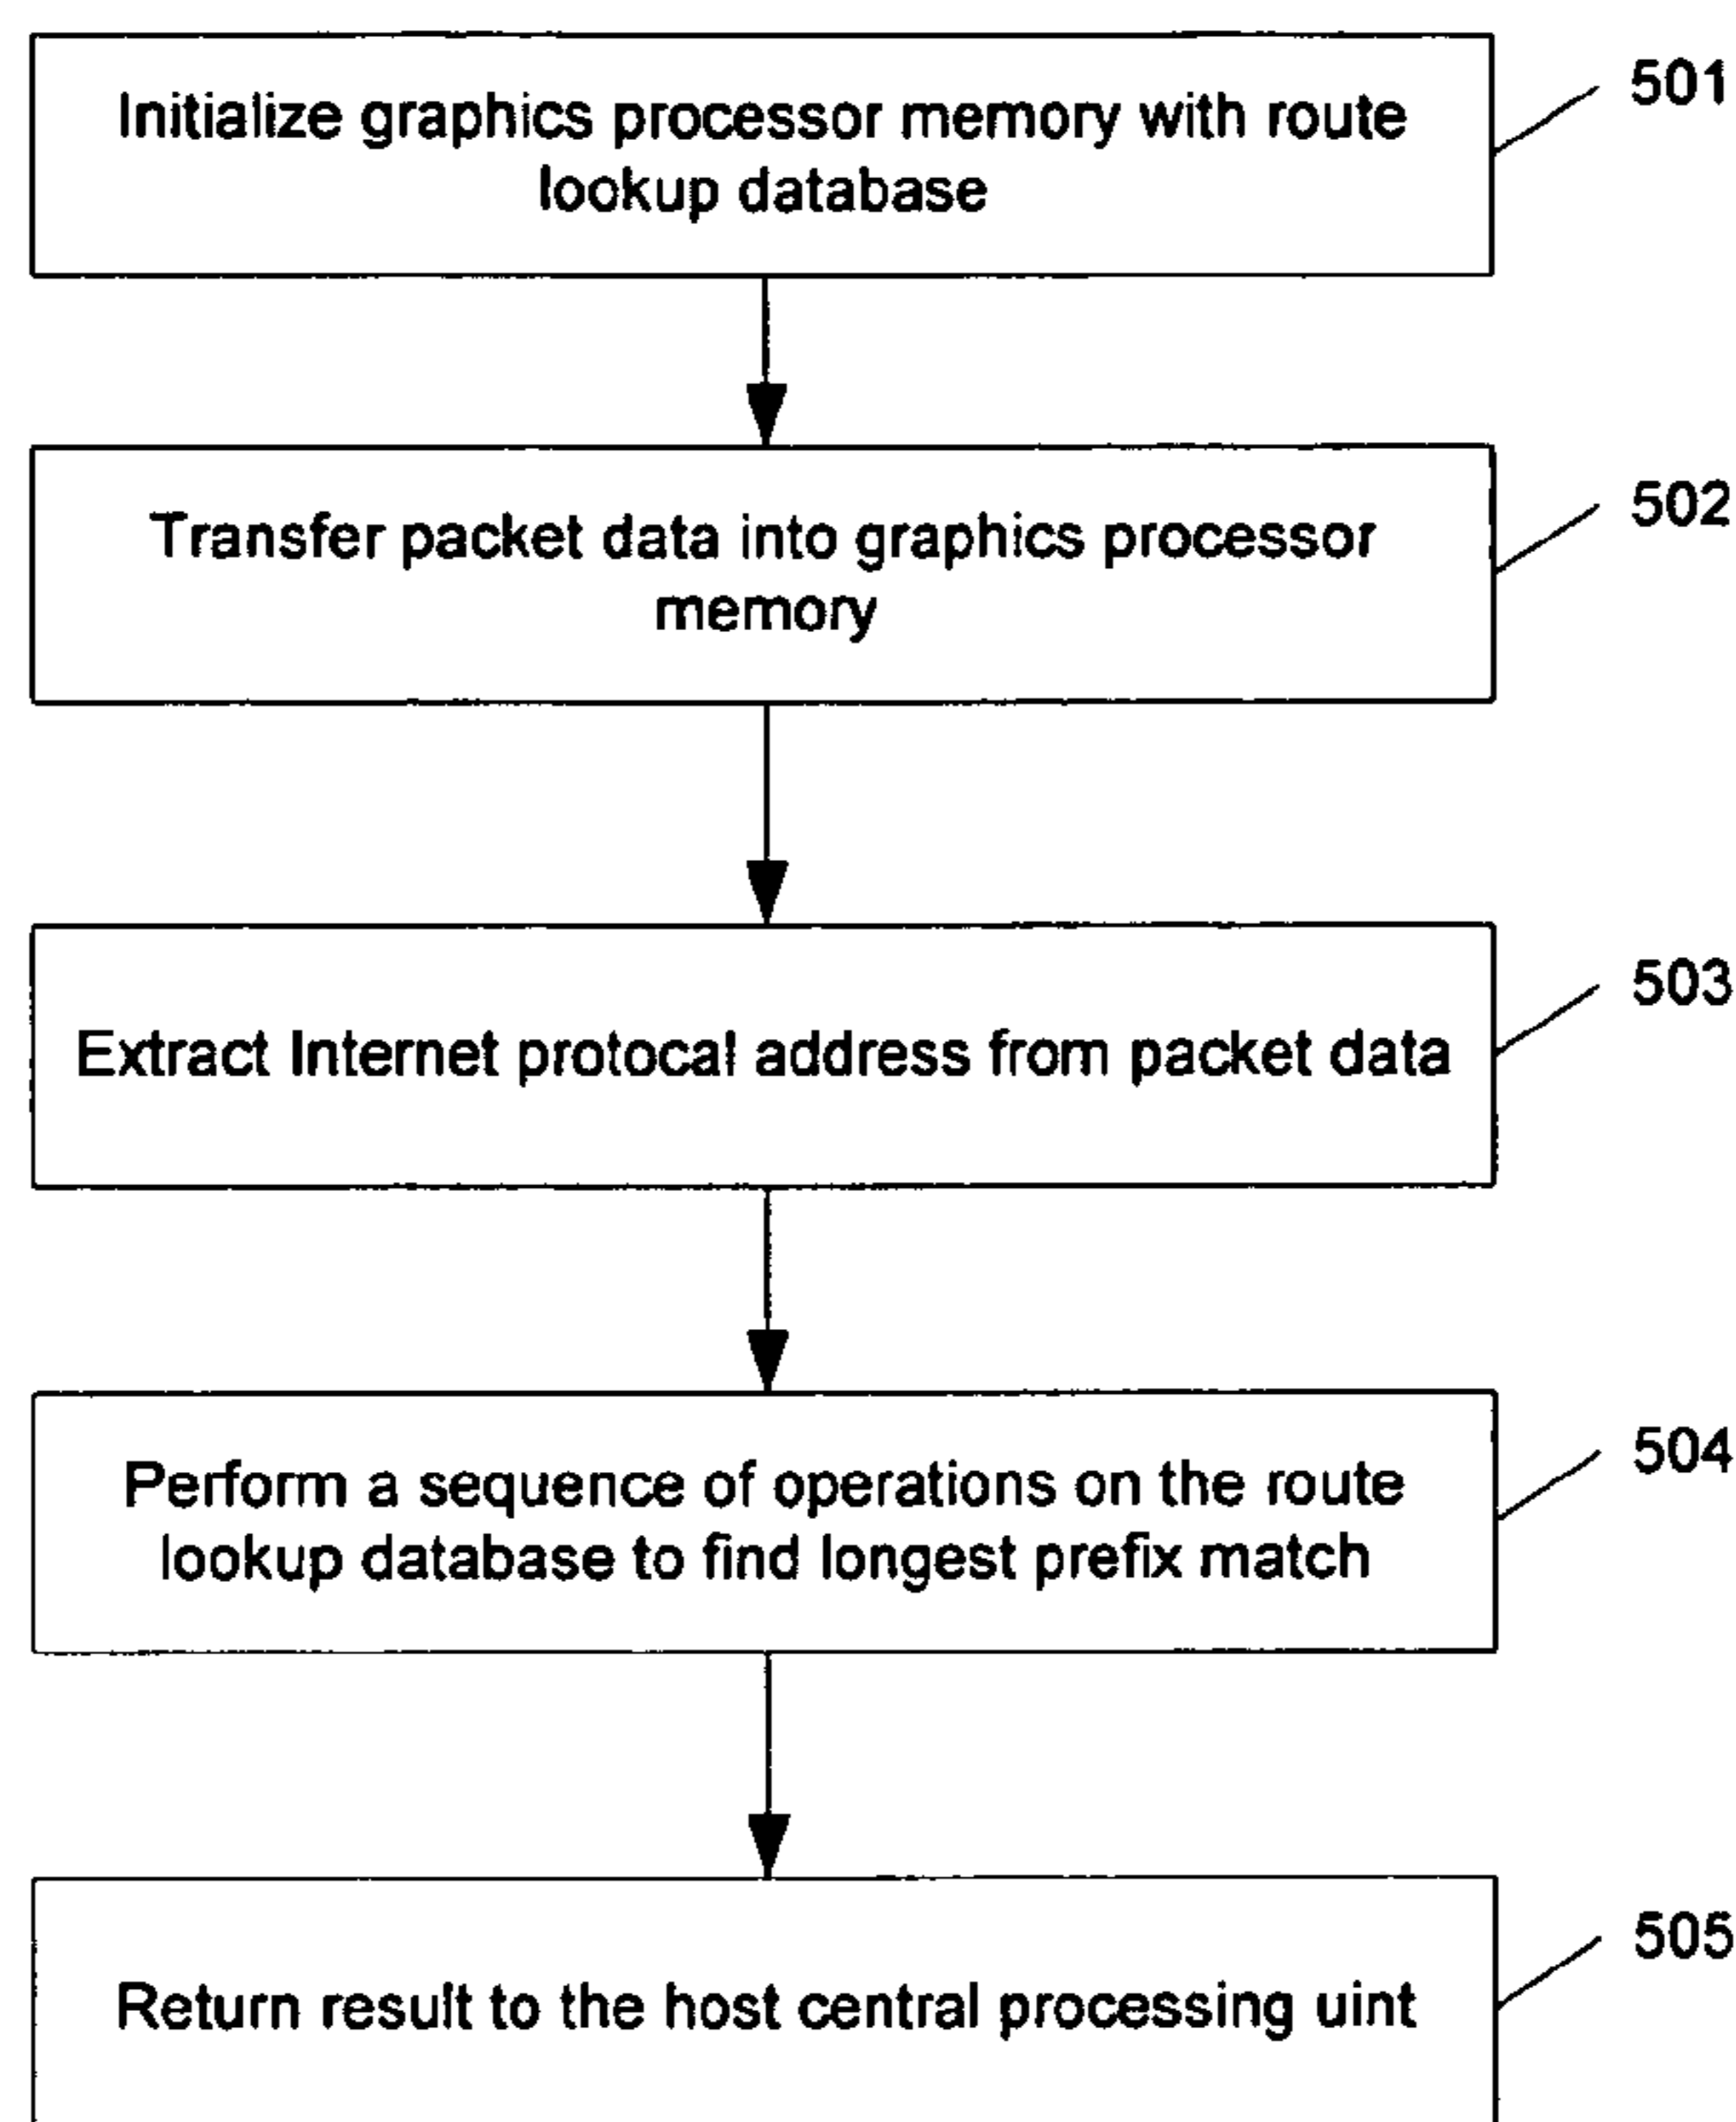 Initialize graphics processor memory with route
lookup database
501
Transfer packet data into graphics processor
memory
502
Extract Internet protocal address from packet data
503
Perform a sequence of operations on the route
lookup database to find longest prefix match
504
Return result to the host central processing uint
505